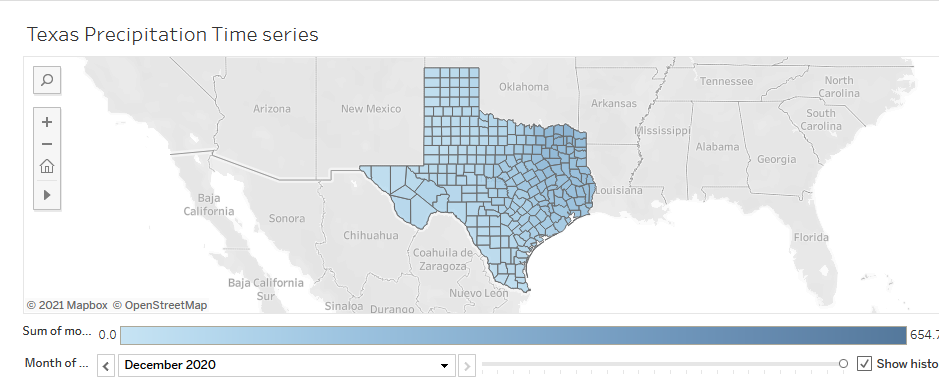 Texas Precipitation Time series
Tennessee
North
Carolina
Oklahoma
Arizona
New Mexico
Arkansas
South
Carolina
Mississippi
Alabama
Georgia
Louisiana
Baja
California
Sonora
Chihuahua
Florida
Coahuila de
Zaragoza
Baja California
Sur
Nuevo León
Sinaloa
Durango
© 2021 Mapbox © OpenStreetMap
Sum of mo...
0.0
654.7
Month of ...
December 2020
Show histo